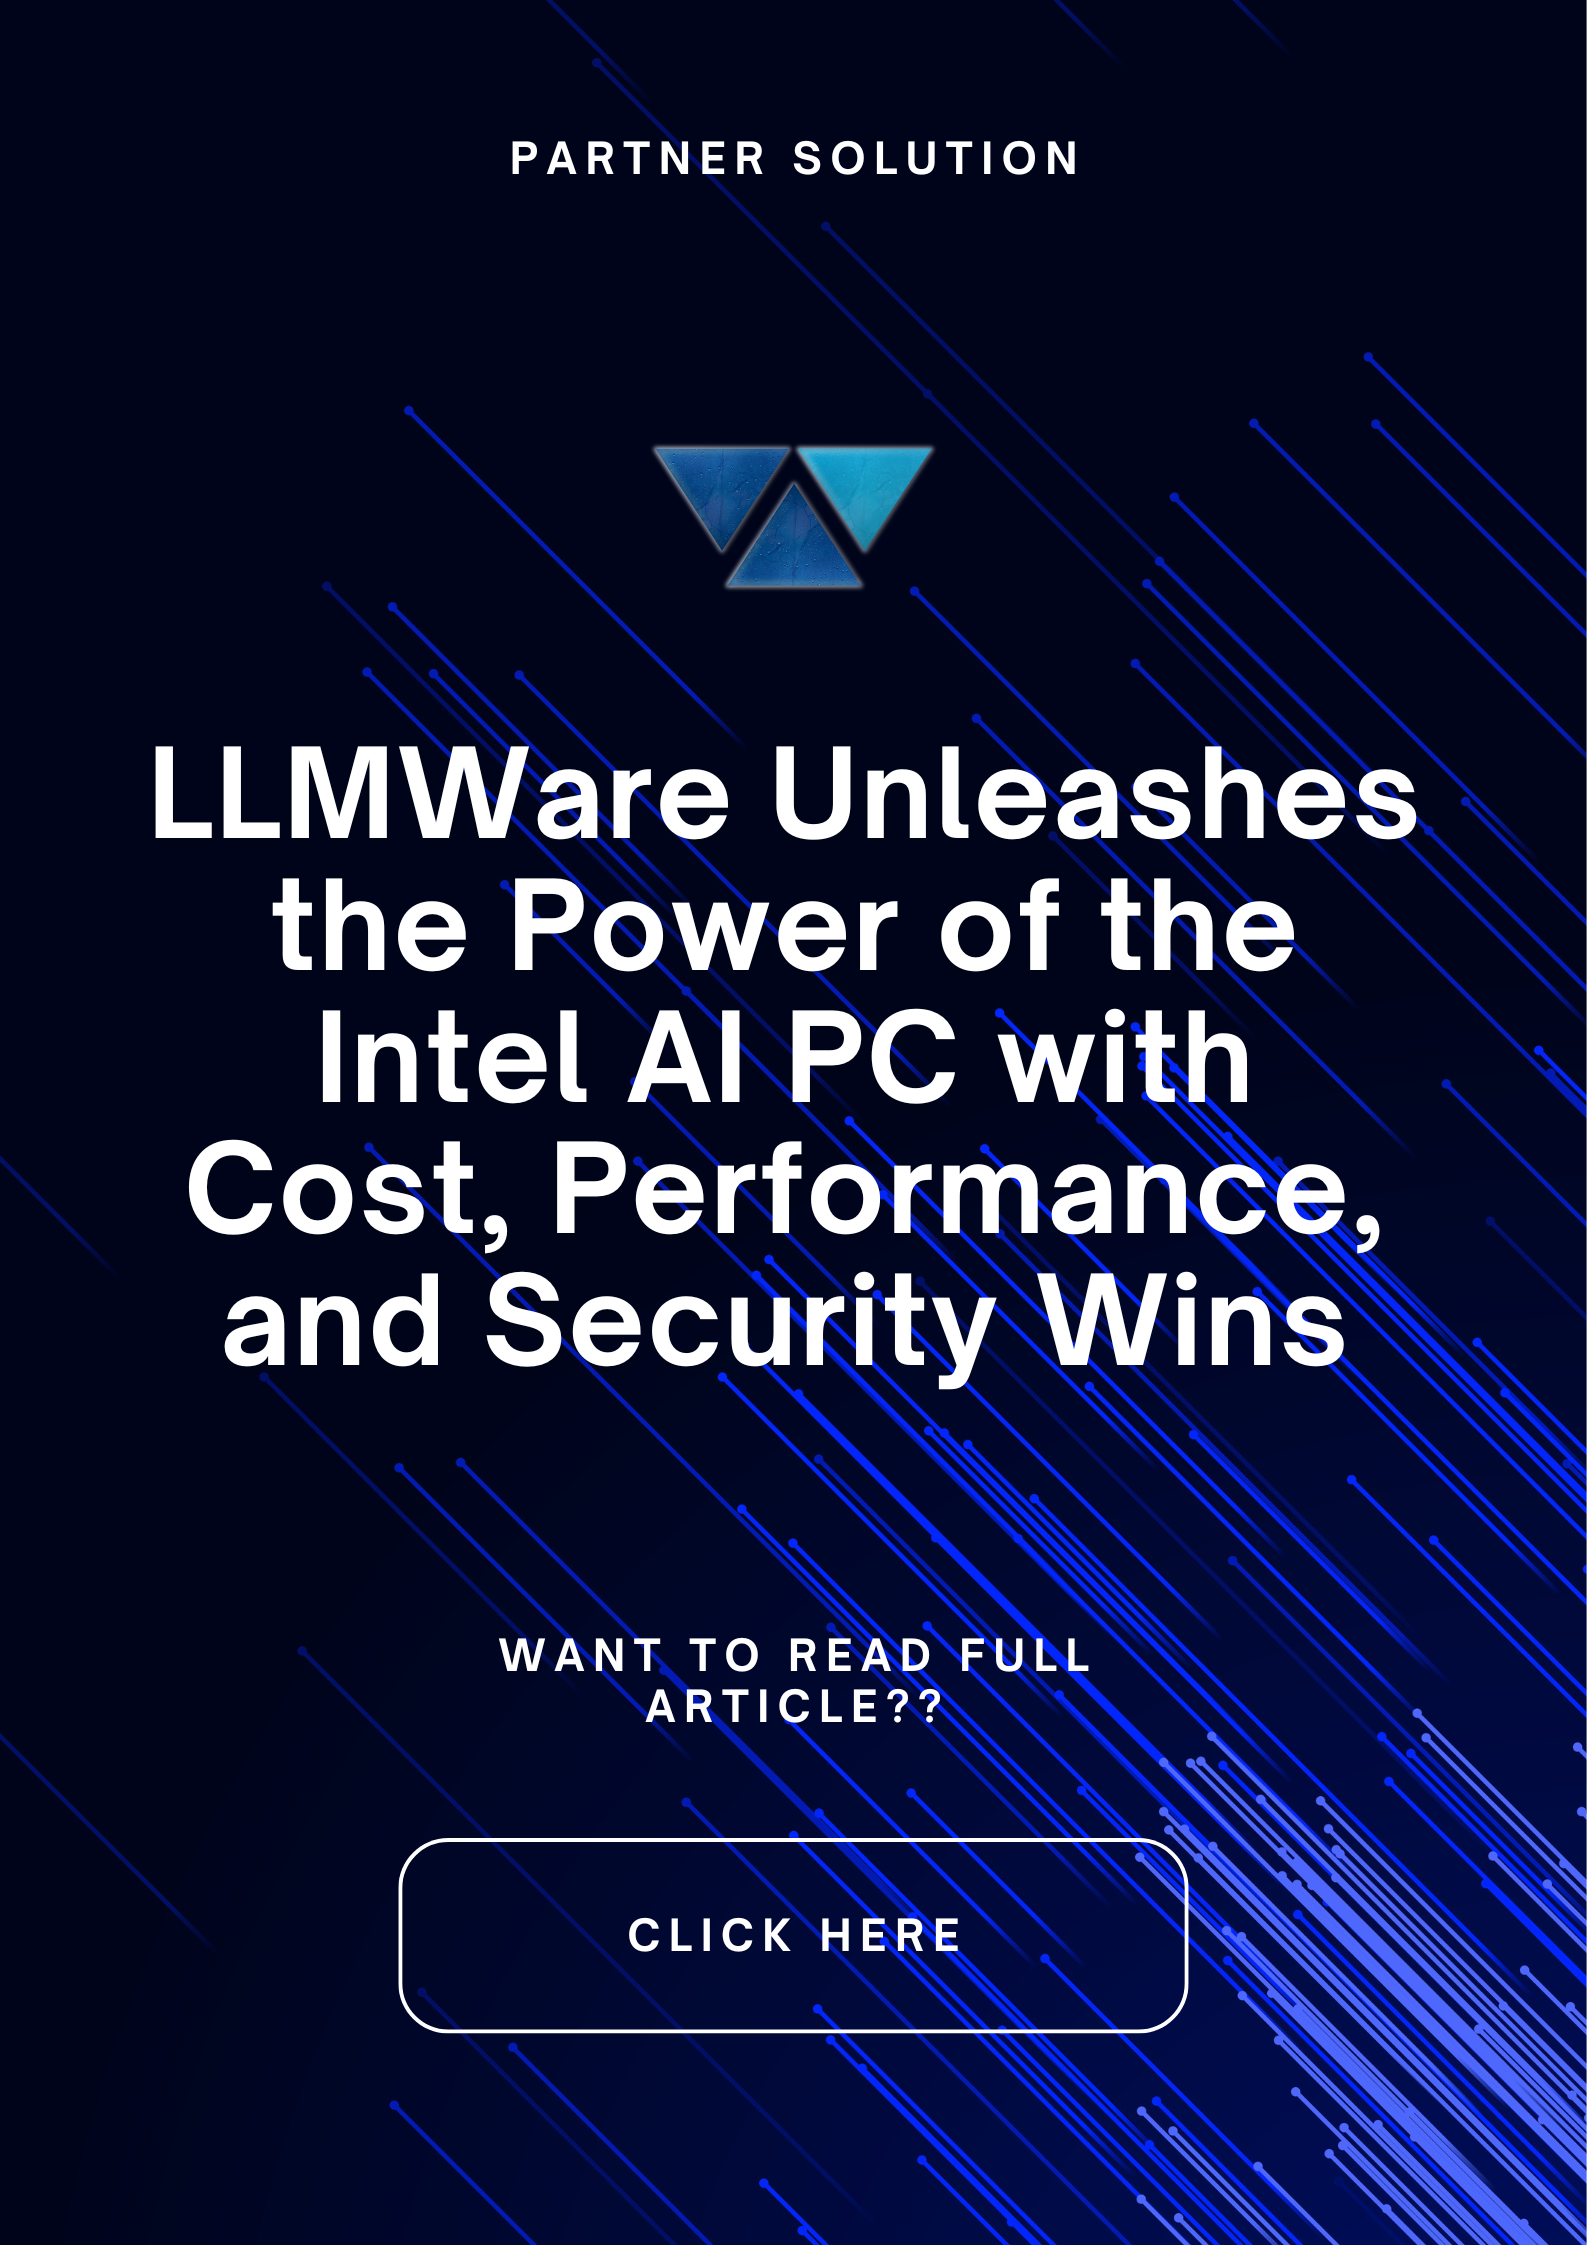 PARTNER SOLUTION
LLMWare Unleashes
the Power of the
Intel AI PC with
Cost, Performance,
and Security Wins
WANT TO READ FULL
ARTICLE??
CLICK HERE